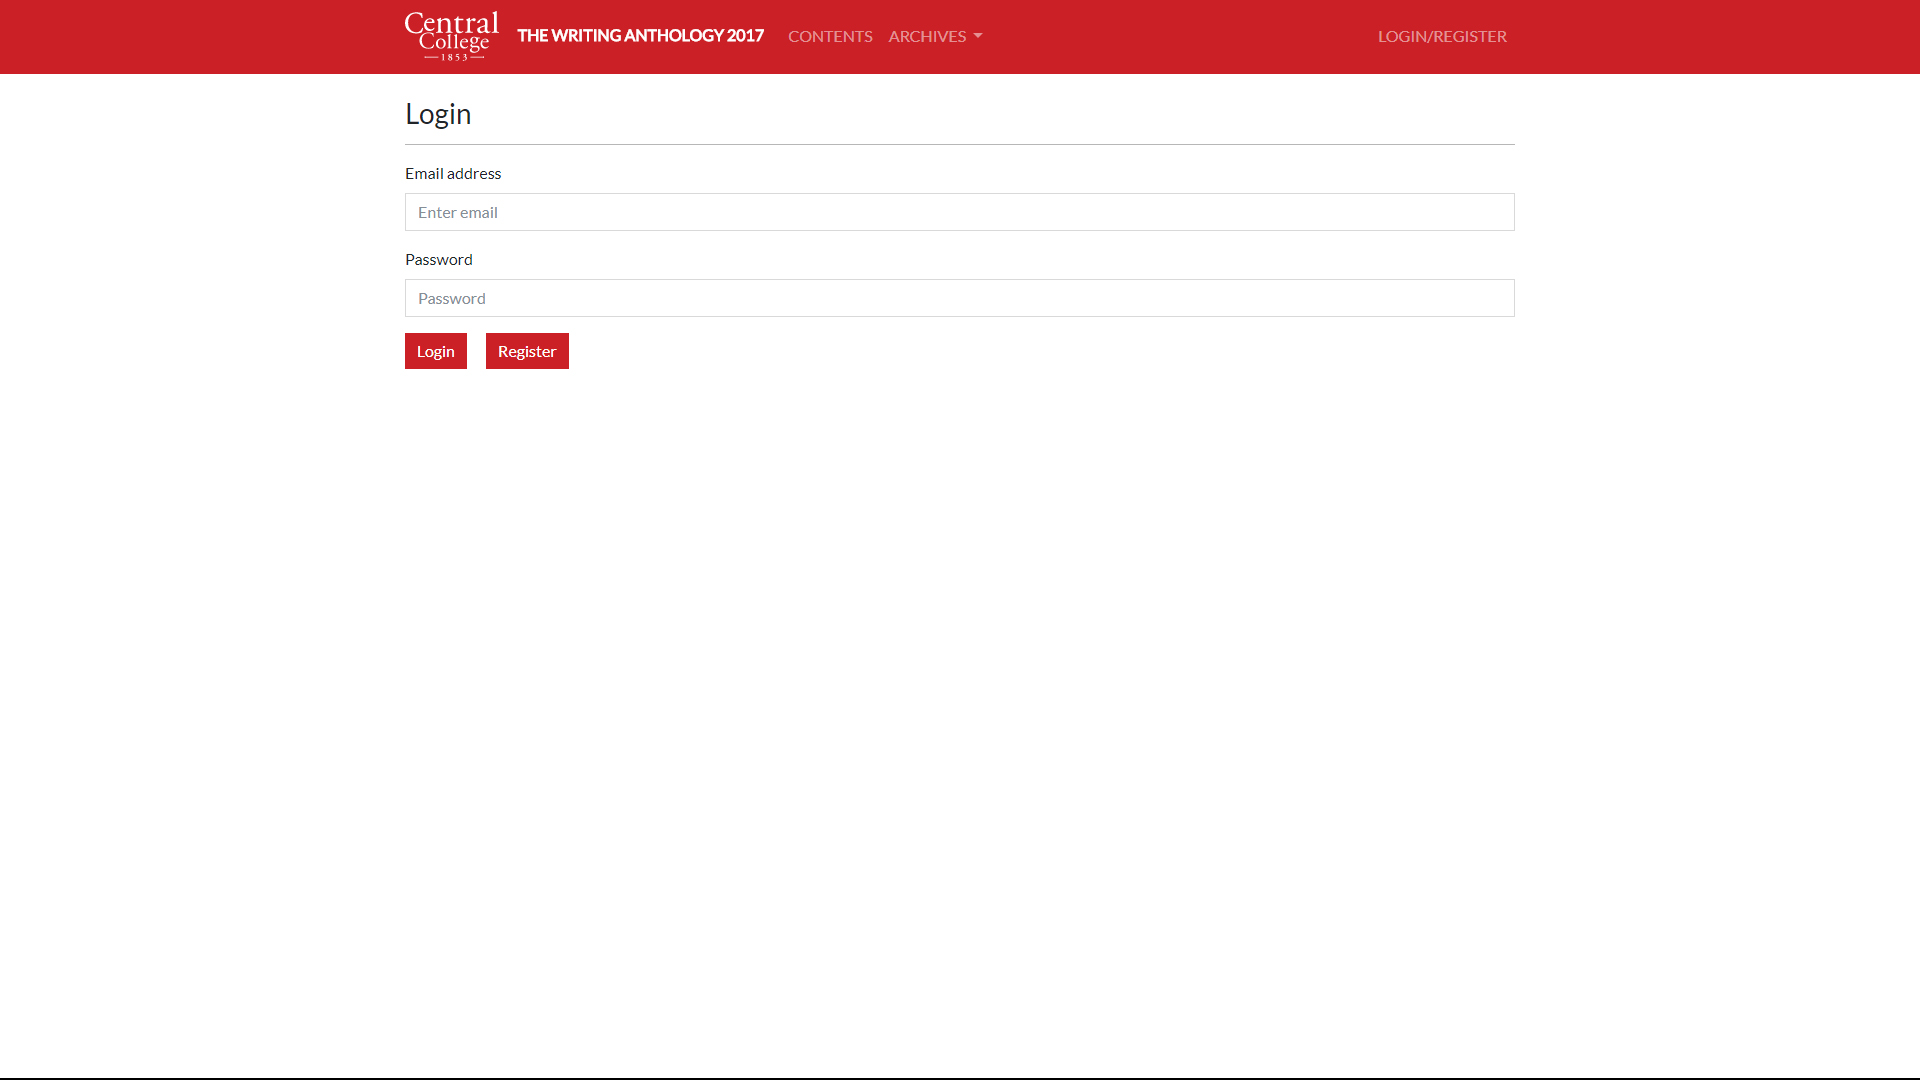 Central
College
1853
THE WRITING ANTHOLOGY 2017
CONTENTS
ARCHIVES
LOGIN/REGISTER
Login
Email address
Enter email
Password
Password
Login
Register